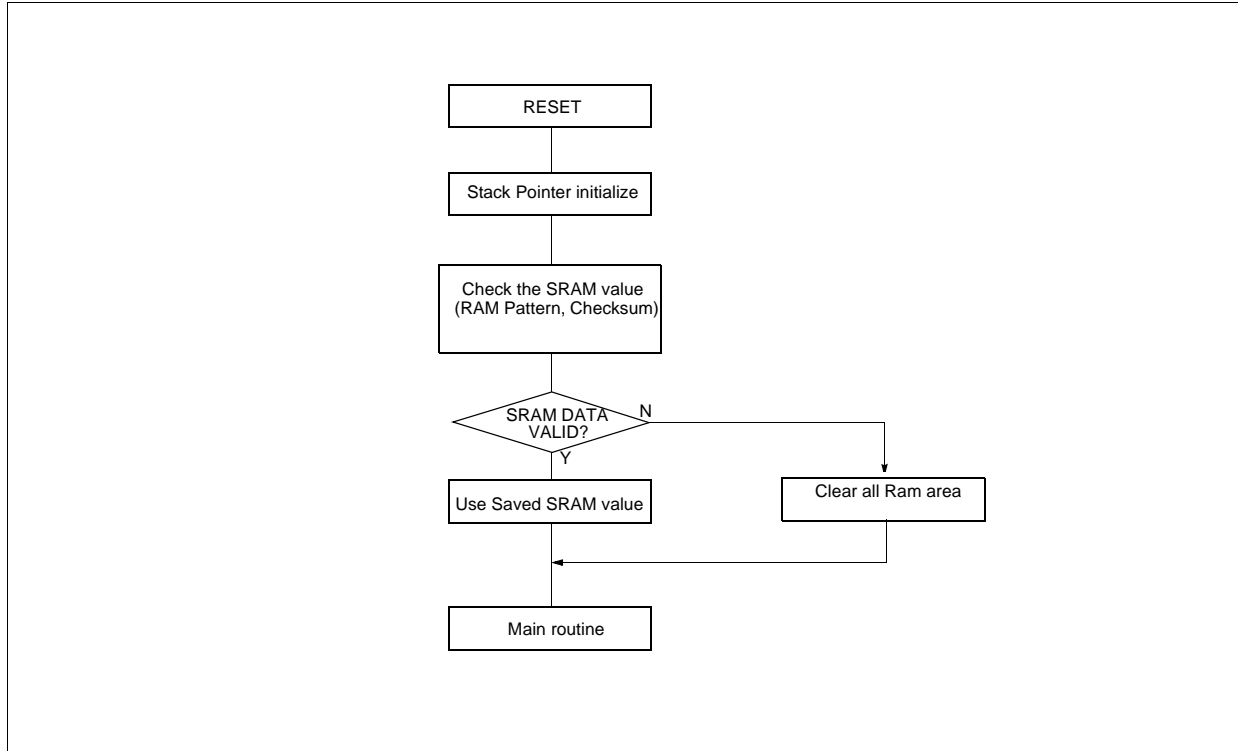 RESET
Stack Pointer initialize
Check the SRAM value
(RAM Pattern, Checksum)
SRAM DATA
VALID?
N
Y
Use Saved SRAM value
Clear all Ram area
Main routine